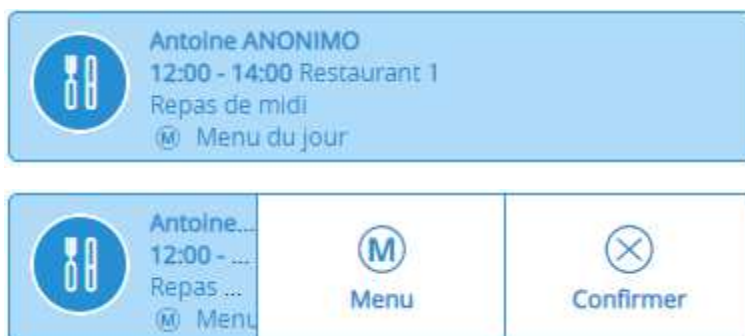 Antoine ANONIMO
12:00 - 14:00 Restaurant 1
Repas de midi
M Menu du jour
Antoine...
12:00 - ...
Repas ...
M Menu
M
Menu
Confirmer